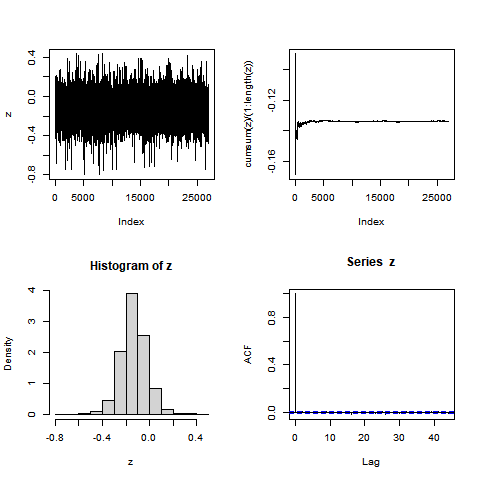 z
0.4
0.0
-0.4
-0.8
0 5000 15000 25000
Index
cumsum(z)/(1:length(z))
-0.12
-0.16
0 5000 15000 25000
Index
Histogram of z
Density
4
3
2
1
0
-0.8 -0.4 0.0 0.4
z
Series z
ACF
0.8
0.4
0.0
0 10 20 30 40
Lag